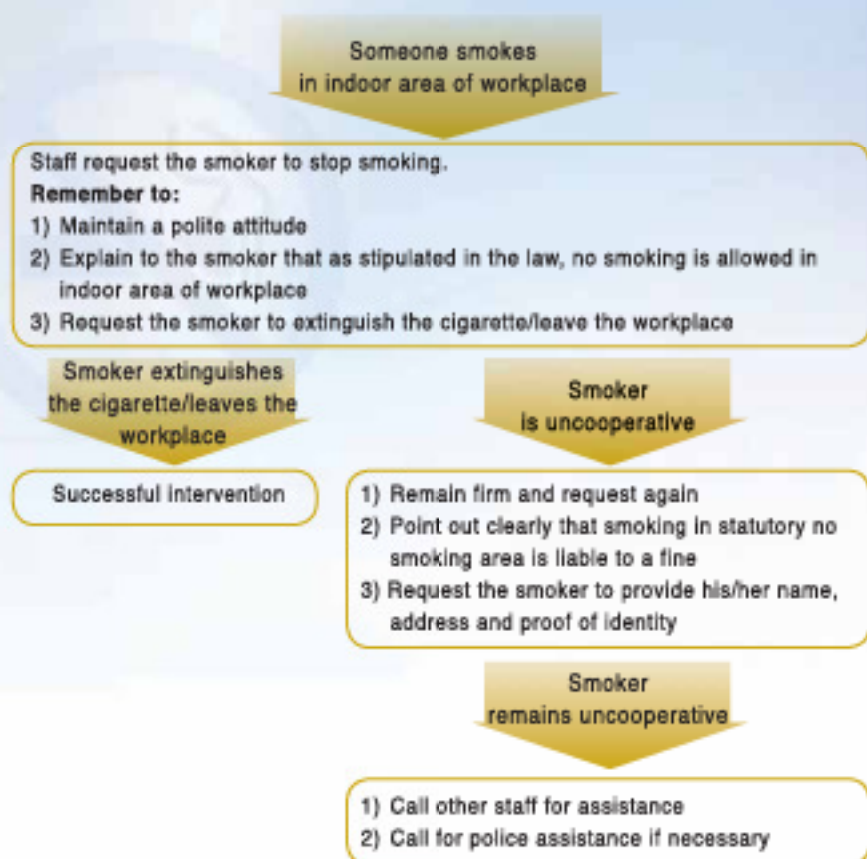 Someone smokes
in indoor area of workplace
Staff request the smoker to stop smoking.
Remember to:
1) Maintain a polite attitude
2) Explain to the smoker that as stipulated in the law, no smoking is allowed in
indoor area of workplace
3) Request the smoker to extinguish the cigarette/leave the workplace
Smoker extinguishes
the cigarette/leaves the
workplace
Successful intervention
Smoker
is uncooperative
1) Remain firm and request again
2) Point out clearly that smoking in statutory no
smoking area is liable to a fine
3) Request the smoker to provide his/her name,
address and proof of identity
Smoker
remains uncooperative
1) Call other staff for assistance
2) Call for police assistance if necessary